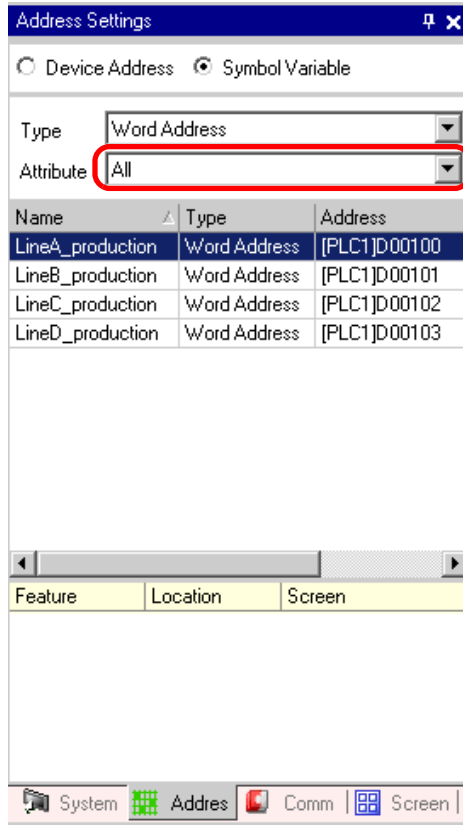 Address Settings
Device Address Symbol Variable
Type Word Address
Attribute All
Name Type Address
LineA_production Word Address [PLC1]D00100
LineB_production Word Address [PLC1]D00101
LineC_production Word Address [PLC1]D00102
LineD_production Word Address [PLC1]D00103
Feature Location Screen
System Addres Comm Screen